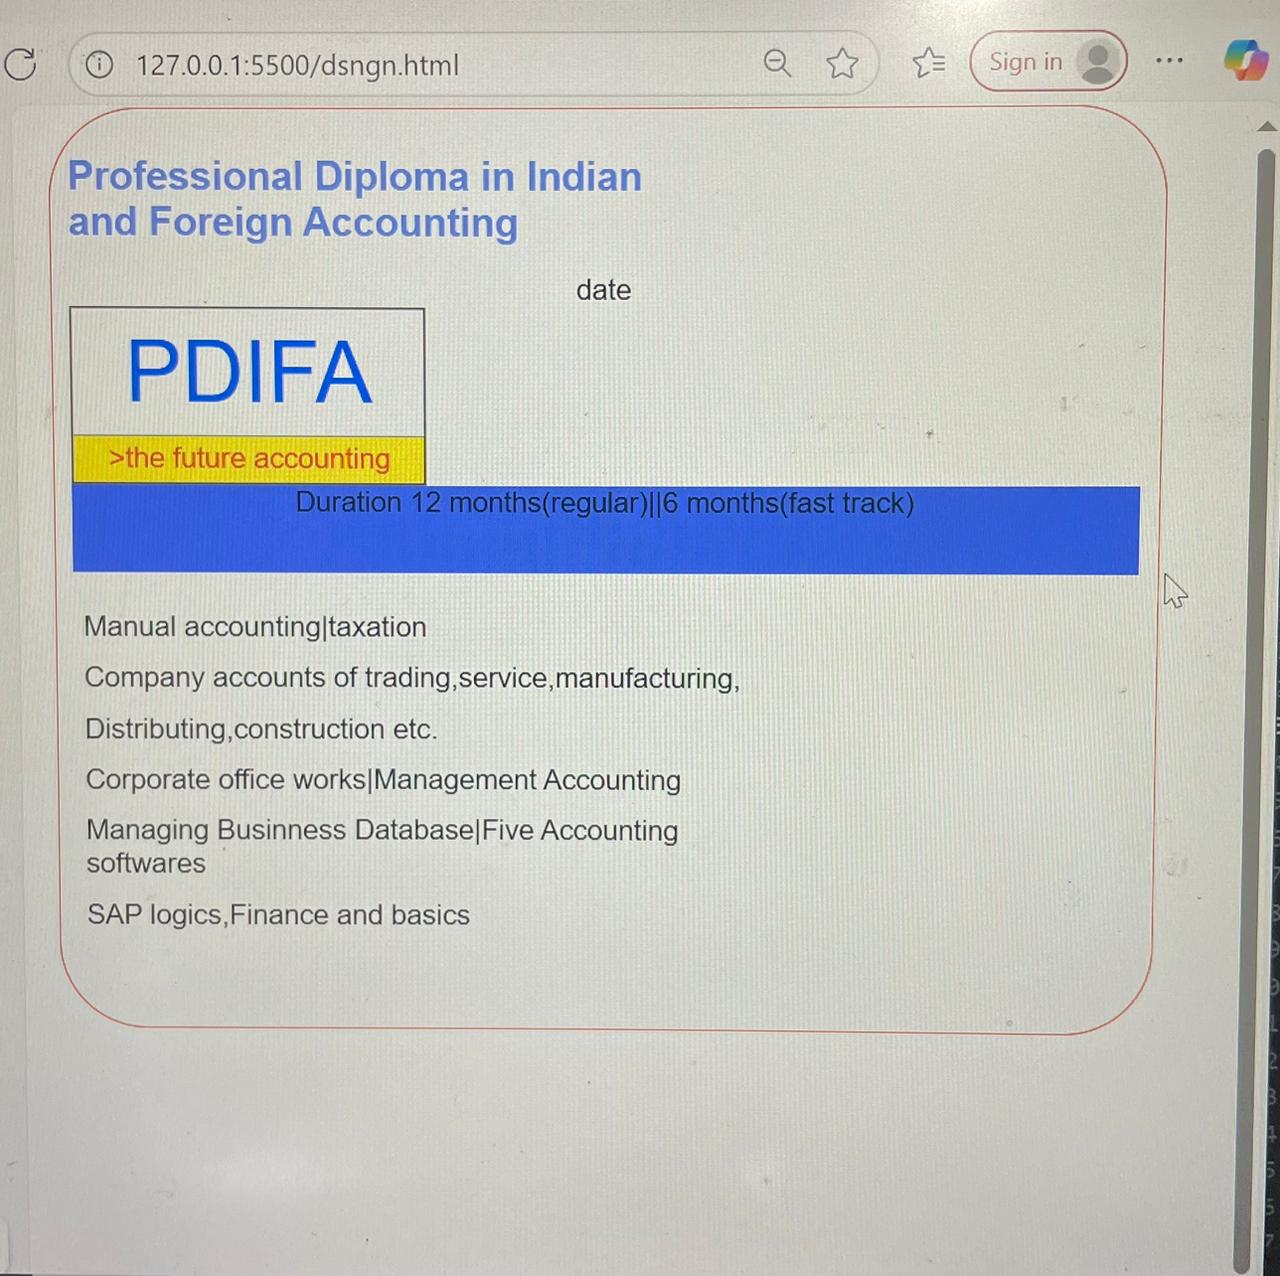 127.0.0.1:5500/dsngn.html
Sign in
Professional Diploma in Indian
and Foreign Accounting
date
PDIFA
>the future accounting
Duration 12 months(regular)||6 months(fast track)
Manual accounting|taxation
Company accounts of trading,service,manufacturing,
Distributing,construction etc.
Corporate office works|Management Accounting
Managing Businness Database|Five Accounting
softwares
SAP logics,Finance and basics